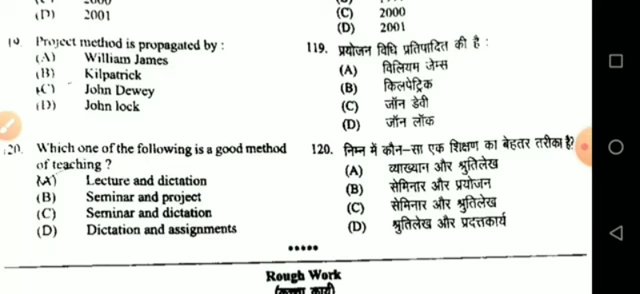 (D) 2001
19. Project method is propagated by :
(A) William James
(B) Kilpatrick
(C) John Dewey
(D) John lock
120. Which one of the following is a good method
of teaching ?
(A) Lecture and dictation
(B) Seminar and project
(C) Seminar and dictation
(D) Dictation and assignments
(C) 2000
(D) 2001
119. प्रयोजन विधि प्रतिपादित की है :
(A) विलियम जेम्स
(B) किलपेट्रिक
(C) जॉन डेवी
(D) जॉन लॉक
120. निम्न में कौन-सा एक शिक्षण का बेहतर तरीका है?
(A) व्याख्यान और श्रुतिलेख
(B) सेमिनार और प्रयोजन
(C) सेमिनार और श्रुतिलेख
(D) श्रुतिलेख और प्रदत्तकार्य
*****
Rough Work